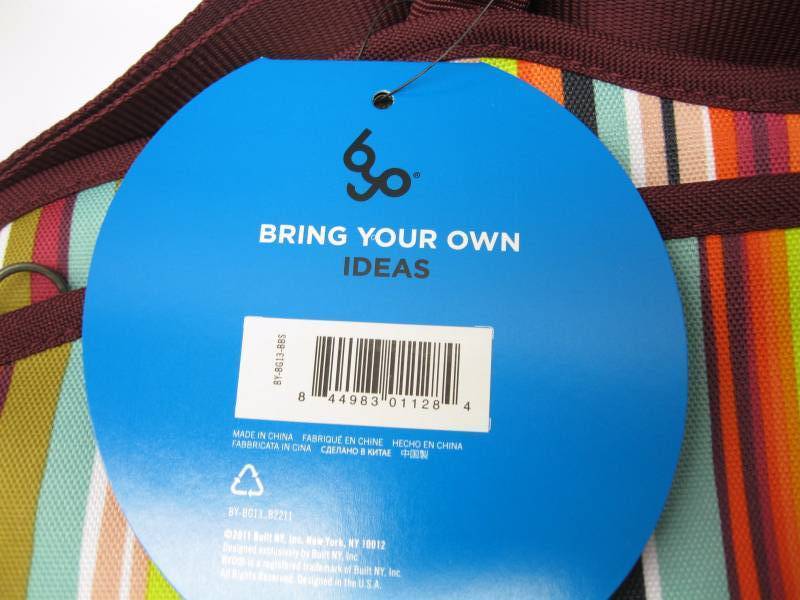 byo®
BRING YOUR OWN
IDEAS
BY-BG13-BBS
8 44983 01128 4
MADE IN CHINA FABRIQUÉ EN CHINE HECHO EN CHINA
FABBRICATA IN CINA СДЕЛАНО В КИТАЕ 中国製
BY-BG13_B2211
©2011 Built NY, Inc. New York, NY 10012
Designed exclusively by Built NY, Inc
BYO® is a registered trademark of Built NY, Inc.
All Rights Reserved. Designed in the U.S.A.